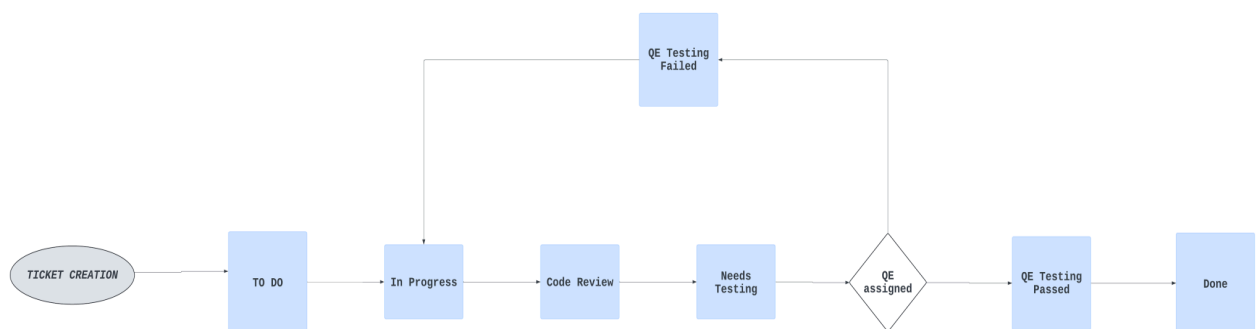 QE Testing
Failed
TICKET CREATION
TO DO
In Progress
Code Review
Needs
Testing
QE
assigned
QE Testing
Passed
Done